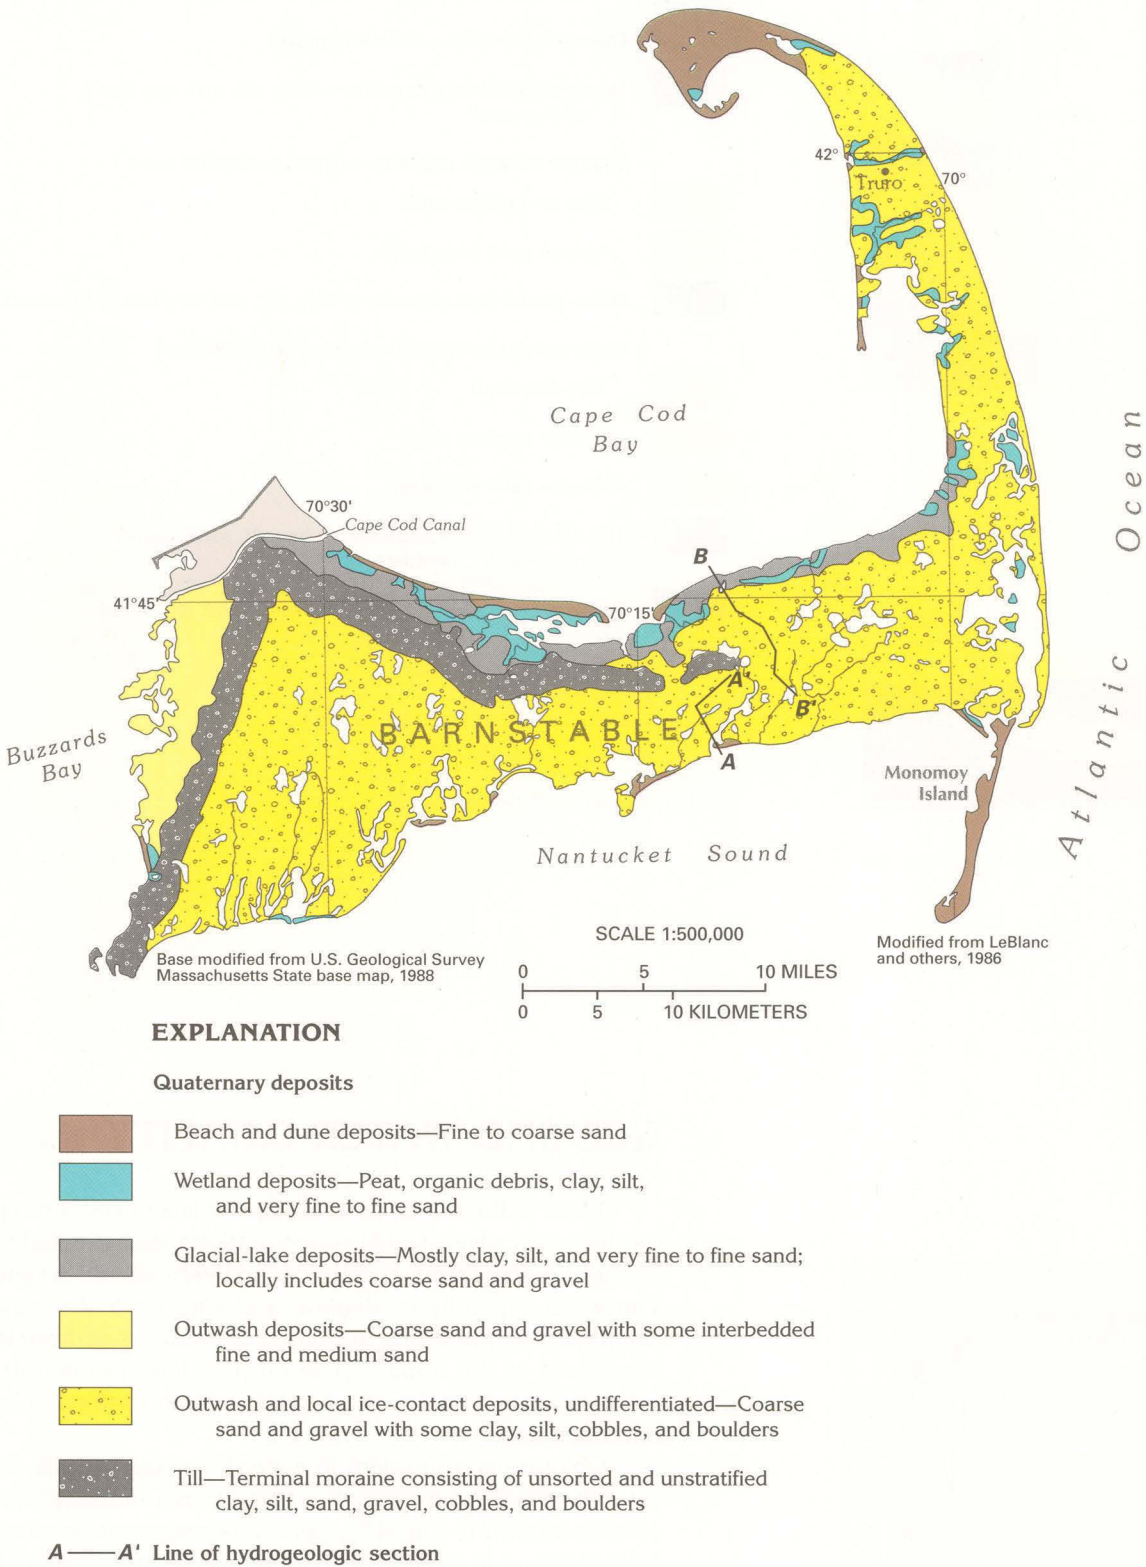 42°
Truro
70°
Cape Cod
Bay
Atlantic Ocean
70°30'
Cape Cod Canal
B
41°45'
70°15'
A'
B'
BARNSTABLE
A
Buzzards
Bay
Monomoy
Island
Nantucket Sound
SCALE 1:500,000
Modified from LeBlanc
and others, 1986
Base modified from U.S. Geological Survey
Massachusetts State base map, 1988
0 5 10 MILES
0 5 10 KILOMETERS
EXPLANATION
Quaternary deposits
Beach and dune deposits—Fine to coarse sand
Wetland deposits—Peat, organic debris, clay, silt,
and very fine to fine sand
Glacial-lake deposits—Mostly clay, silt, and very fine to fine sand;
locally includes coarse sand and gravel
Outwash deposits—Coarse sand and gravel with some interbedded
fine and medium sand
Outwash and local ice-contact deposits, undifferentiated—Coarse
sand and gravel with some clay, silt, cobbles, and boulders
Till—Terminal moraine consisting of unsorted and unstratified
clay, silt, sand, gravel, cobbles, and boulders
A——A' Line of hydrogeologic section